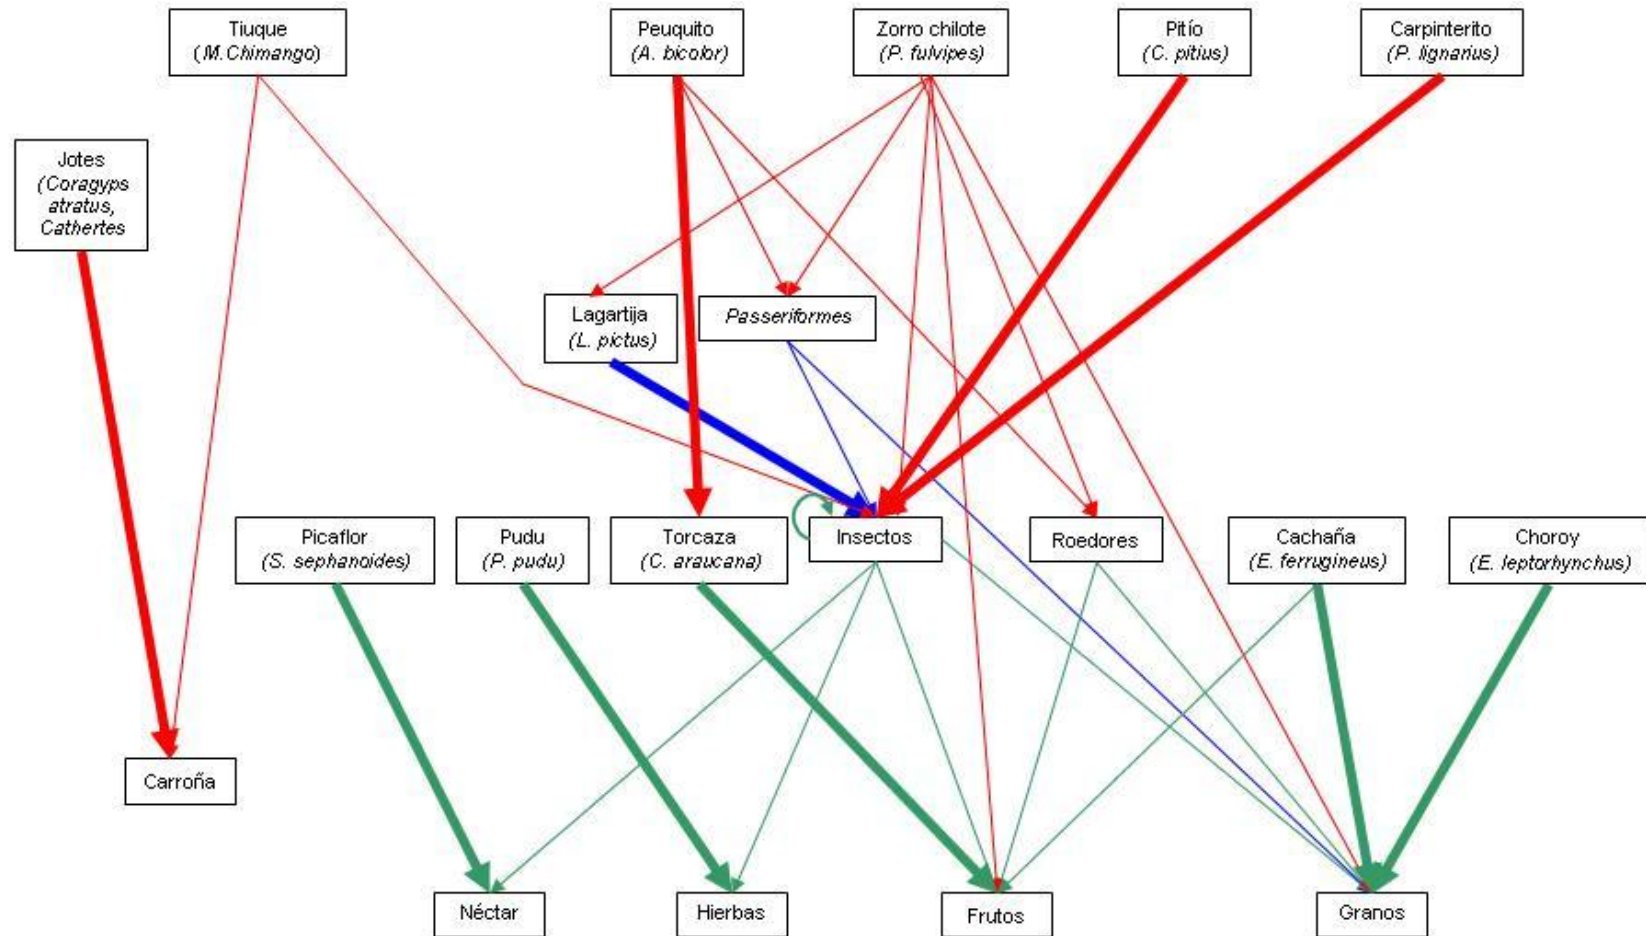 Tiuque
(M.Chimango)
Peuquito
(A. bicolor)
Zorro chilote
(P. fulvipes)
Pitío
(C. pitius)
Carpinterito
(P. lignarius)
Jotes
(Coragyps
atratus,
Cathertes
Lagartija
(L. pictus)
Passeriformes
Picaflor
(S. sephanoides)
Pudu
(P. pudu)
Torcaza
(C. araucana)
Insectos
Roedores
Cachaña
(E. ferrugineus)
Choroy
(E. leptorhynchus)
Carroña
Néctar
Hierbas
Frutos
Granos